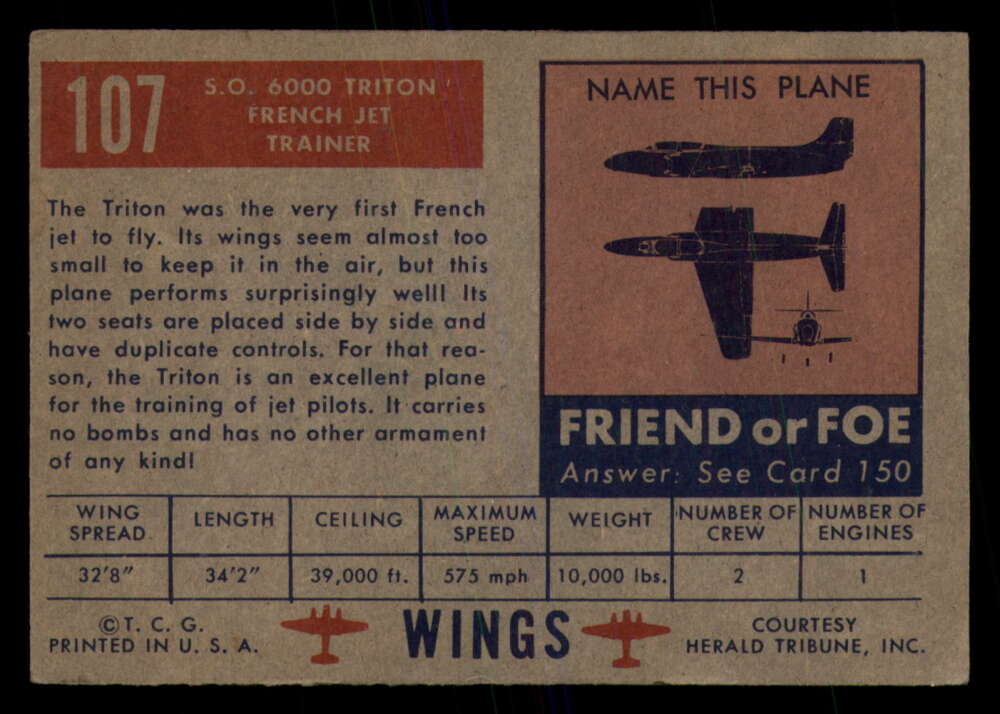 107
S.O. 6000 TRITON
FRENCH JET
TRAINER
The Triton was the very first French
jet to fly. Its wings seem almost too
small to keep it in the air, but this
plane performs surprisingly well! Its
two seats are placed side by side and
have duplicate controls. For that rea-
son, the Triton is an excellent plane
for the training of jet pilots. It carries
no bombs and has no other armament
of any kind!
NAME THIS PLANE
FRIEND or FOE
Answer: See Card 150
WING SPREAD LENGTH CEILING MAXIMUM SPEED WEIGHT NUMBER OF CREW NUMBER OF ENGINES
32'8" 34'2" 39,000 ft. 575 mph 10,000 lbs. 2 1
© T. C. G.
PRINTED IN U. S. A.
WINGS
COURTESY
HERALD TRIBUNE, INC.